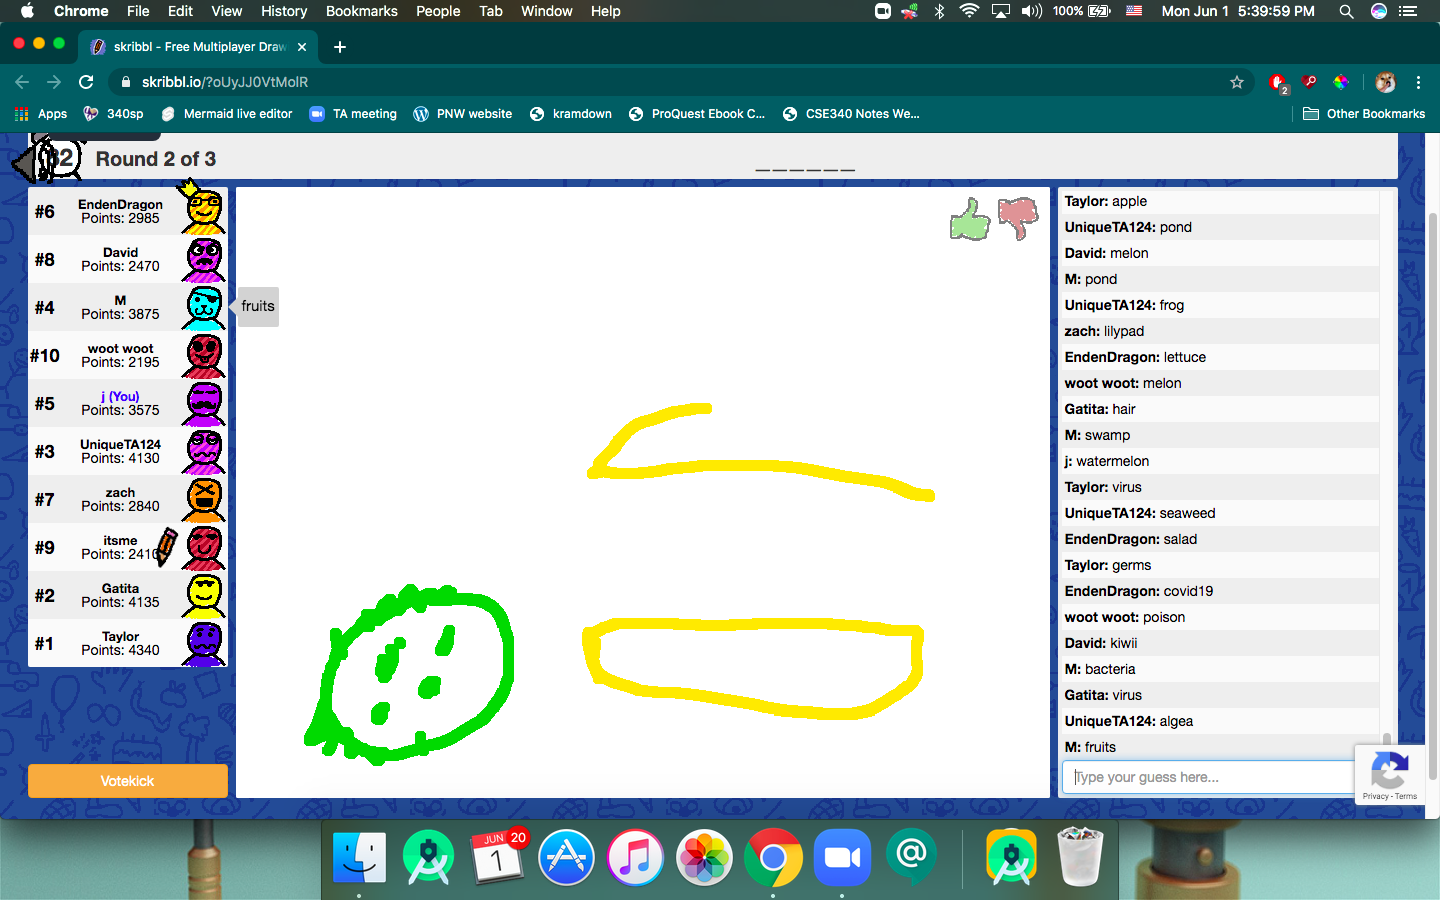 Chrome File Edit View History Bookmarks People Tab Window Help 100% Mon Jun 1 5:39:59 PM
skribbl - Free Multiplayer Draw
skribbl.io/?oUyJJ0VtMolR
2
Apps 340sp Mermaid live editor TA meeting PNW website kramdown ProQuest Ebook C... CSE340 Notes We... Other Bookmarks
Round 2 of 3
______
#6 EndenDragon
Points: 2985
#8 David
Points: 2470
#4 M
Points: 3875
fruits
#10 woot woot
Points: 2195
#5 j (You)
Points: 3575
#3 UniqueTA124
Points: 4130
#7 zach
Points: 2840
#9 itsme
Points: 2410
#2 Gatita
Points: 4135
#1 Taylor
Points: 4340
Votekick
Taylor: apple
UniqueTA124: pond
David: melon
M: pond
UniqueTA124: frog
zach: lilypad
EndenDragon: lettuce
woot woot: melon
Gatita: hair
M: swamp
j: watermelon
Taylor: virus
UniqueTA124: seaweed
EndenDragon: salad
Taylor: germs
EndenDragon: covid19
woot woot: poison
David: kiwii
M: bacteria
Gatita: virus
UniqueTA124: algea
M: fruits
Type your guess here...
Privacy - Terms
JUN 20
1